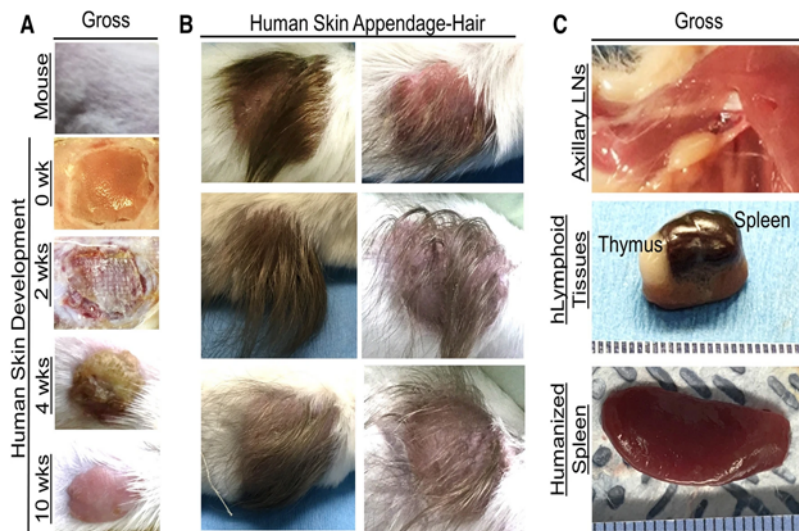 A
Gross
Mouse
Human Skin Development
0 wk
2 wks
4 wks
10 wks
B
Human Skin Appendage-Hair
C
Gross
Axillary LNs
hLymphoid
Tissues
Thymus
Spleen
Humanized
Spleen